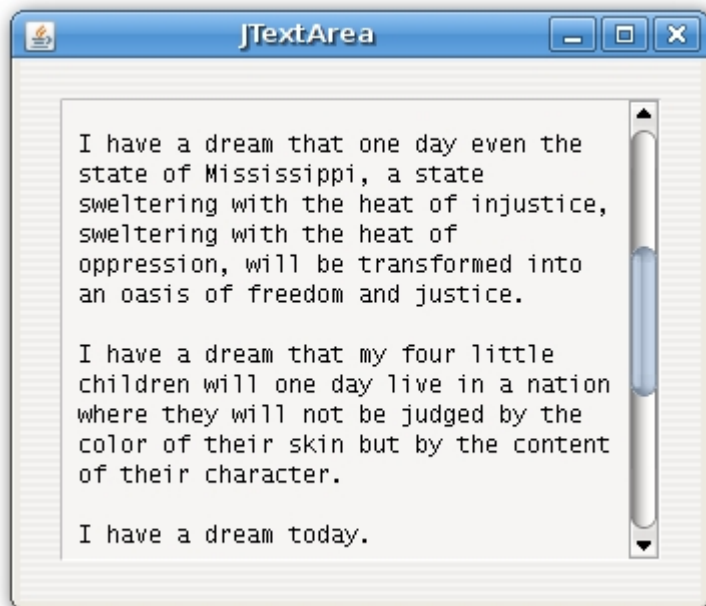 JTextArea
I have a dream that one day even the
state of Mississippi, a state
sweltering with the heat of injustice,
sweltering with the heat of
oppression, will be transformed into
an oasis of freedom and justice.
I have a dream that my four little
children will one day live in a nation
where they will not be judged by the
color of their skin but by the content
of their character.
I have a dream today.